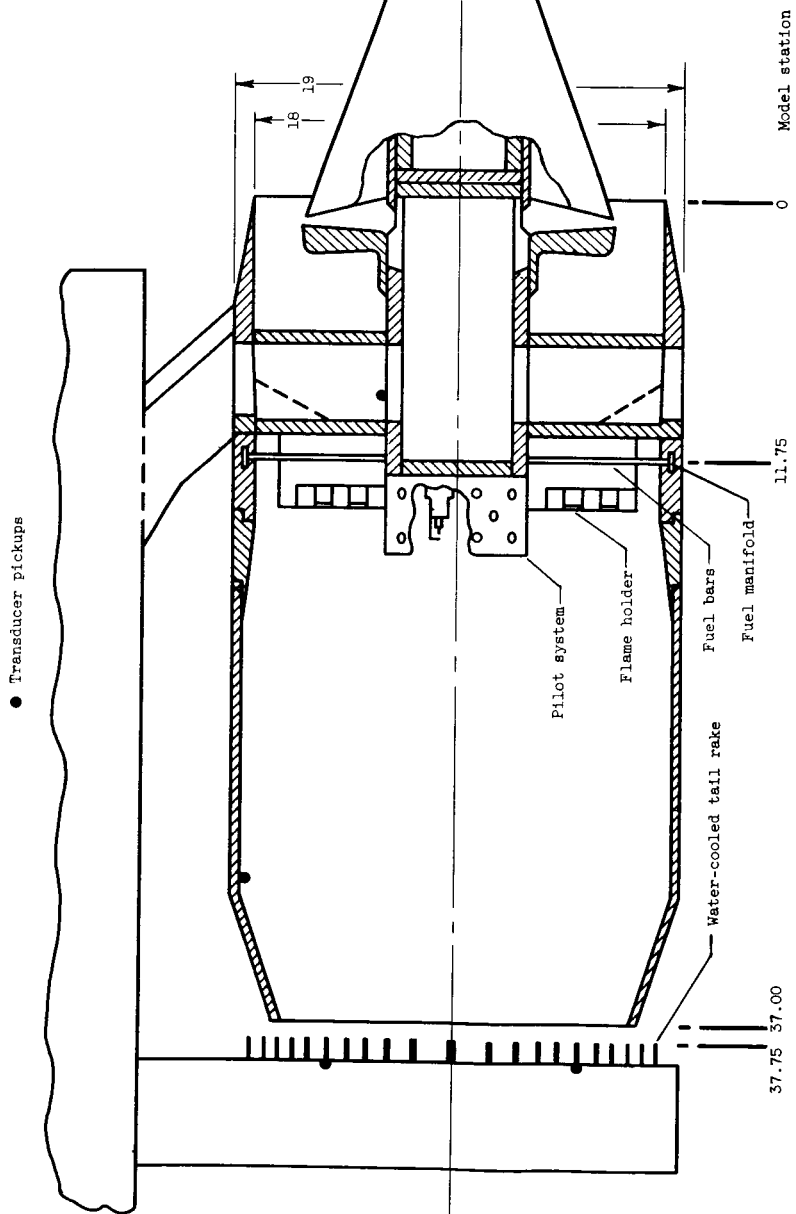 ● Transducer pickups
19
18
Pilot system
Flame holder
Fuel bars
Fuel manifold
Water-cooled tail rake
37.75
37.00
11.75
0
Model station